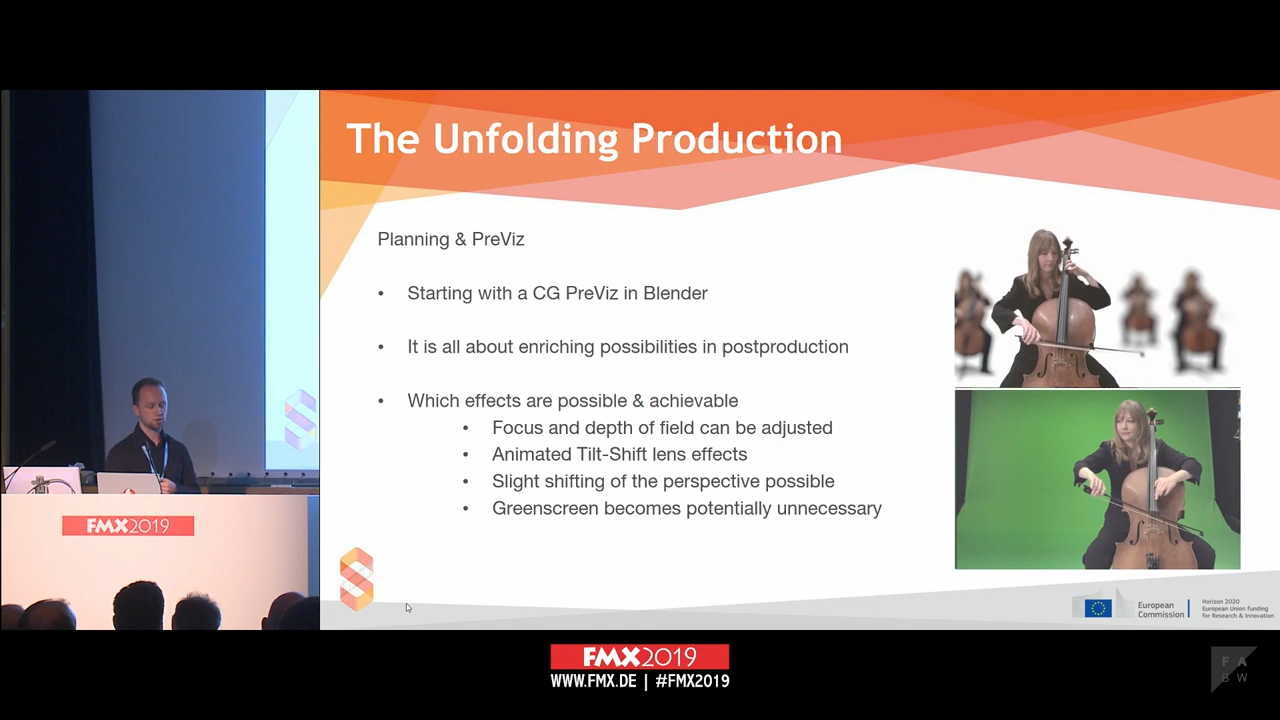 The Unfolding Production
Planning & PreViz
• Starting with a CG PreViz in Blender
• It is all about enriching possibilities in postproduction
• Which effects are possible & achievable
• Focus and depth of field can be adjusted
• Animated Tilt-Shift lens effects
• Slight shifting of the perspective possible
• Greenscreen becomes potentially unnecessary
FMX2019
European
Commission
Horizon 2020
European Union funding
for Research & Innovation
FMX2019
WWW.FMX.DE | #FMX2019
F A
B W